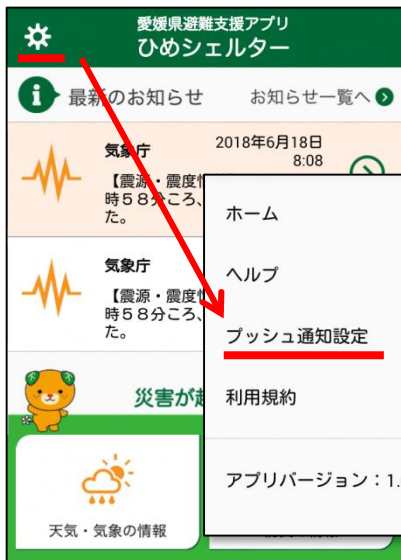 愛媛県避難支援アプリ
ひめシェルター
最新のお知らせ
お知らせ一覧へ
気象庁
2018年6月18日
8:08
【震源・震度
時58分ころ、
た。
ホーム
ヘルプ
プッシュ通知設定
利用規約
アプリバージョン：1.
気象庁
【震源・震度
時58分ころ、
た。
災害が
天気・気象の情報